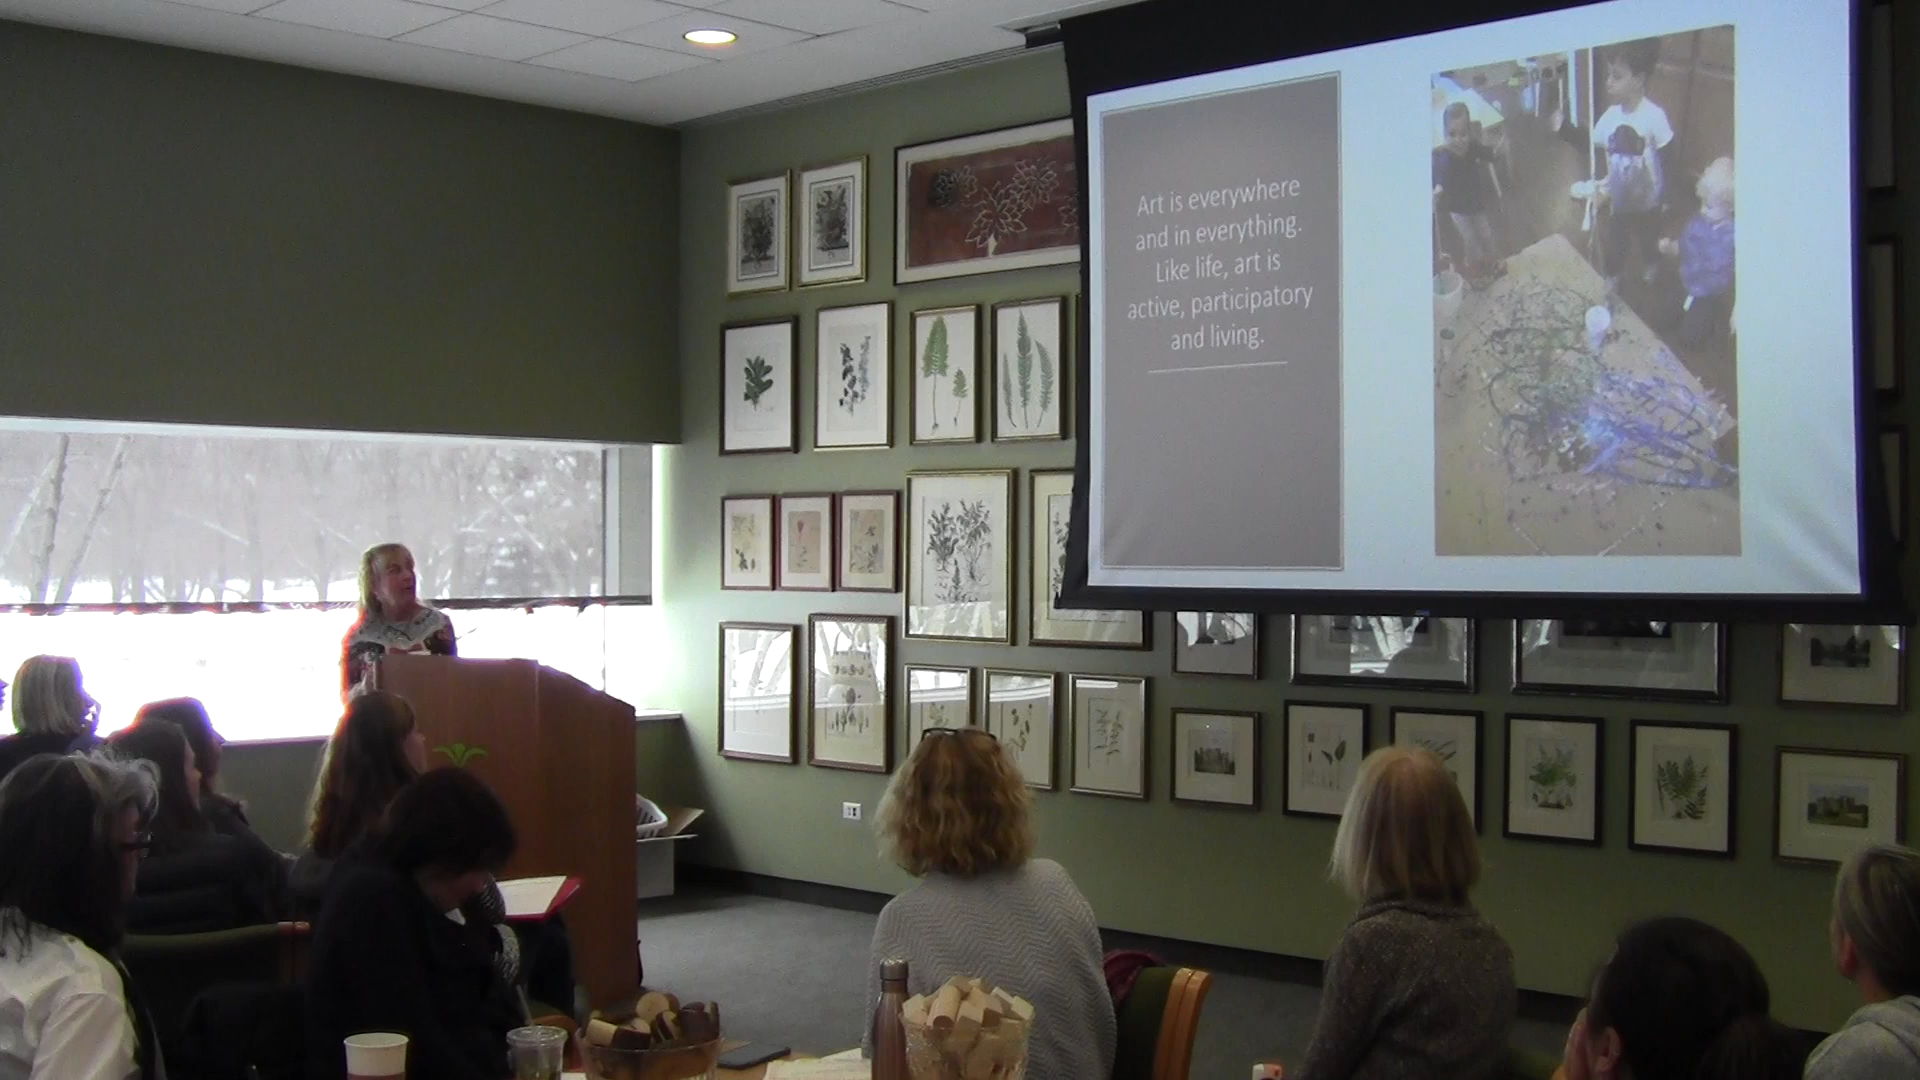 Art is everywhere
and in everything.
Like life, art is
active, participatory
and living.